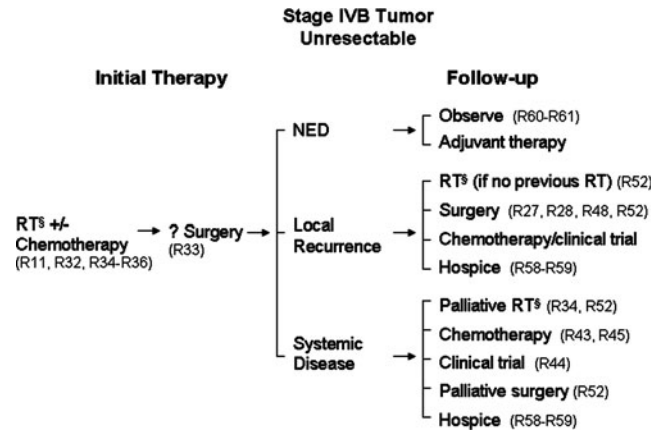 Stage IVB Tumor
Unresectable
Initial Therapy
Follow-up
RT§ +/-
Chemotherapy
(R11, R32, R34-R36)
? Surgery
(R33)
NED
Observe (R60-R61)
Adjuvant therapy
Local
Recurrence
RT§ (if no previous RT) (R52)
Surgery (R27, R28, R48, R52)
Chemotherapy/clinical trial
Hospice (R58-R59)
Systemic
Disease
Palliative RT§ (R34, R52)
Chemotherapy (R43, R45)
Clinical trial (R44)
Palliative surgery (R52)
Hospice (R58-R59)